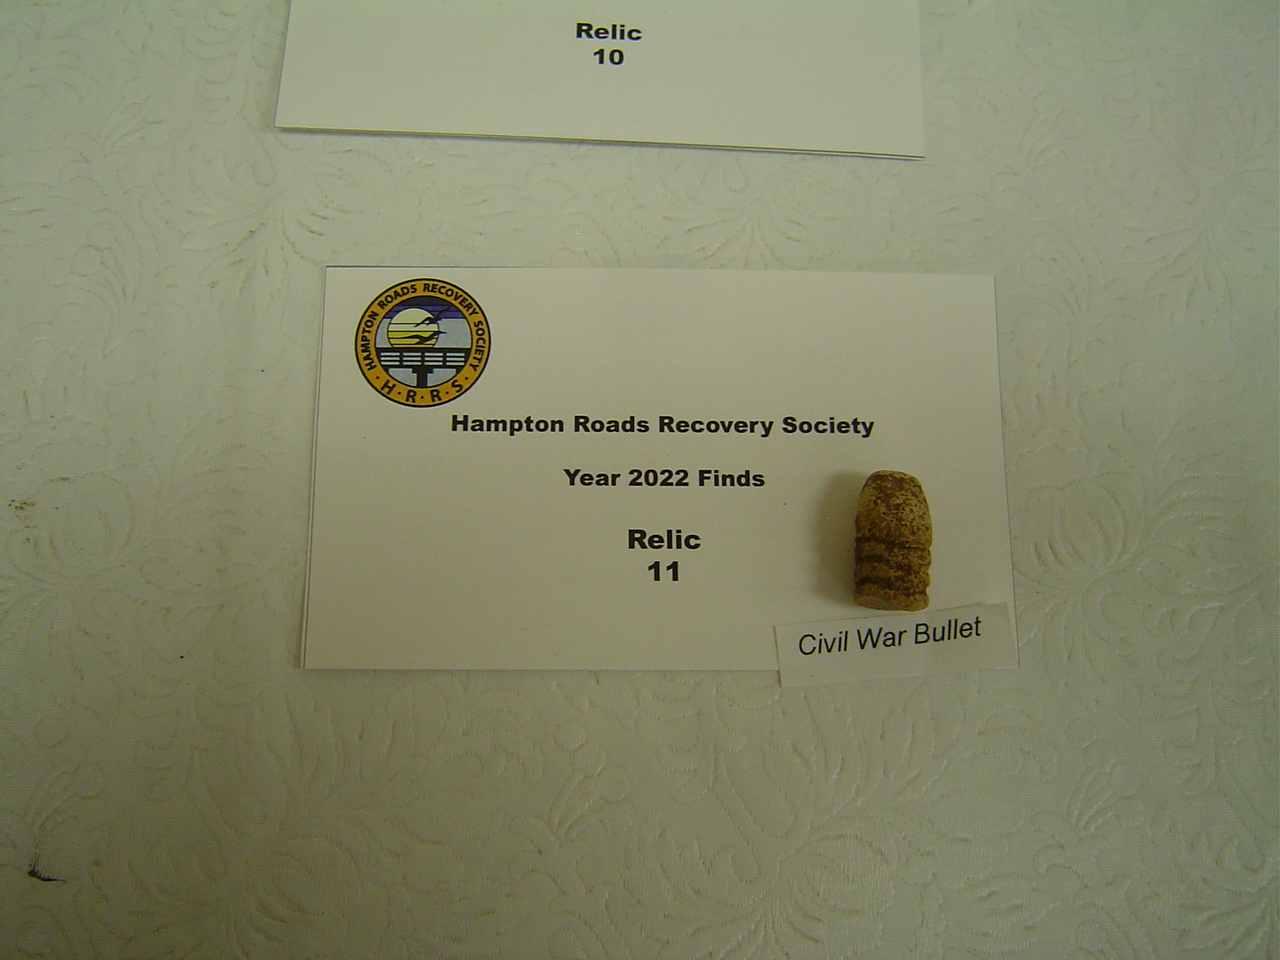 Relic
10
HAMPTON ROADS RECOVERY SOCIETY
· H · R · R · S ·
Hampton Roads Recovery Society
Year 2022 Finds
Relic
11
Civil War Bullet